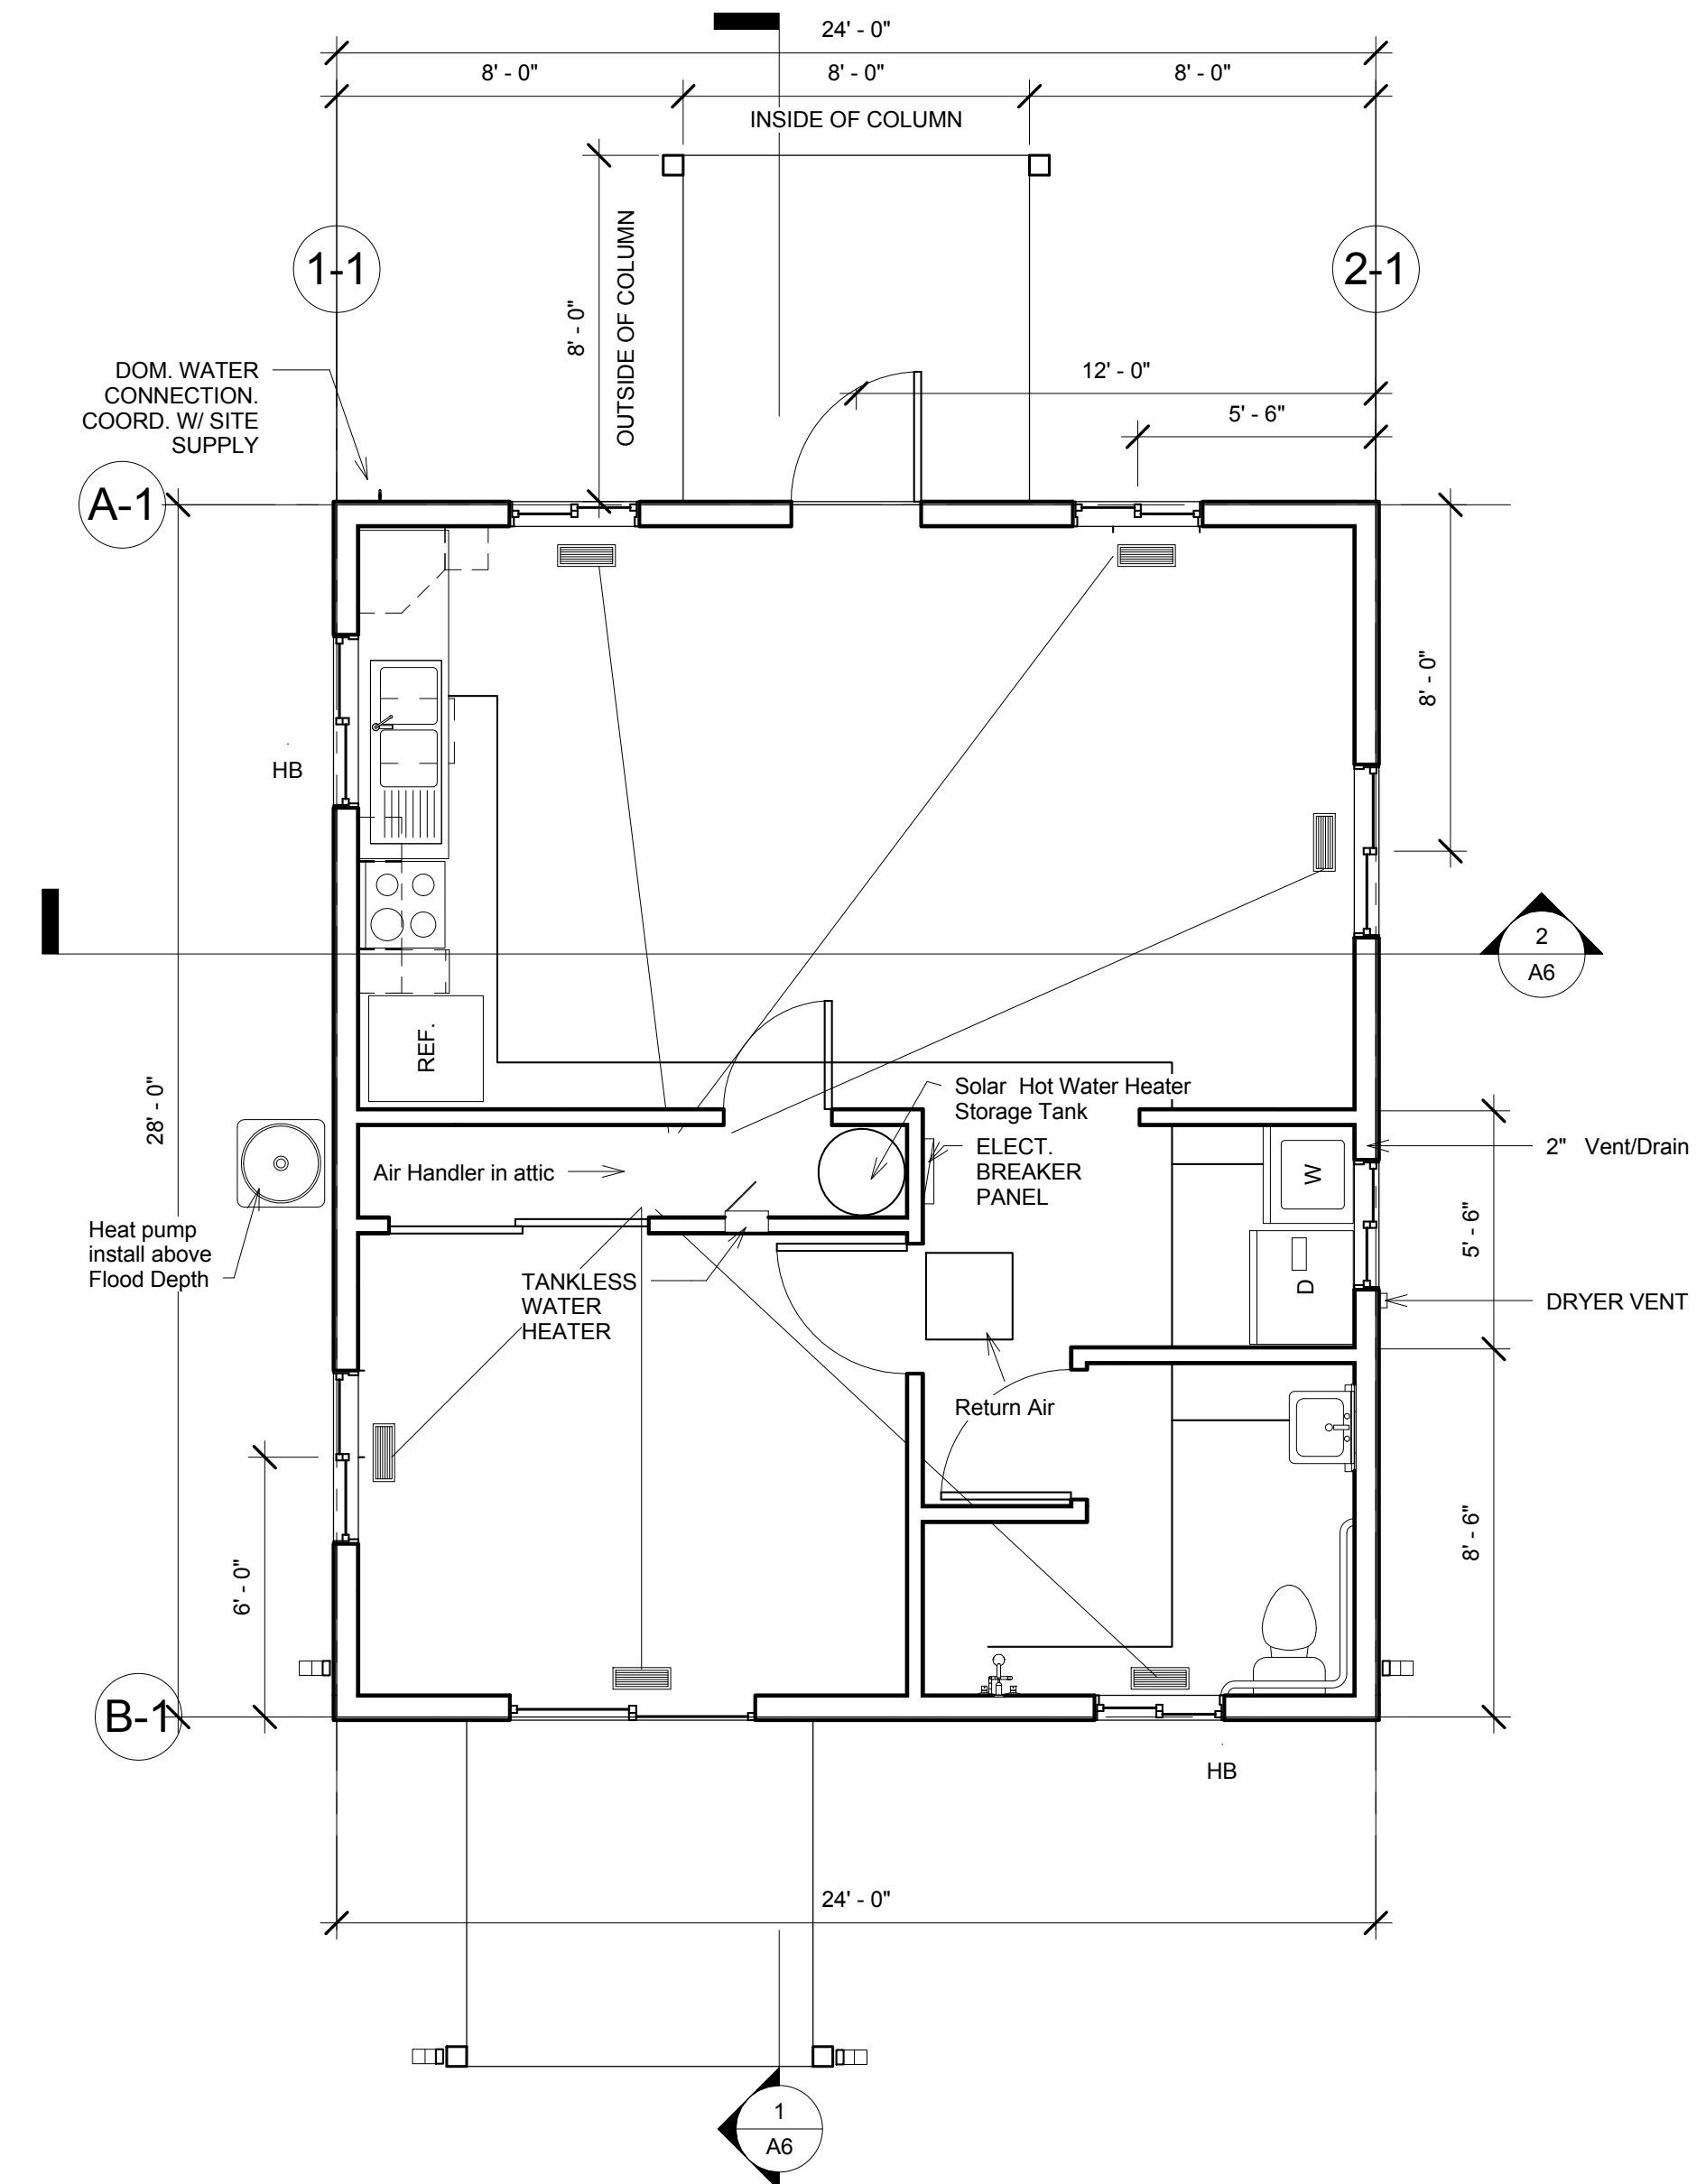 24' - 0"
8' - 0"
8' - 0"
8' - 0"
INSIDE OF COLUMN
OUTSIDE OF COLUMN
8' - 0"
1-1
2-1
DOM. WATER
CONNECTION.
COORD. W/ SITE
SUPPLY
12' - 0"
5' - 6"
A-1
8' - 0"
HB
2
A6
REF.
28' - 0"
Solar Hot Water Heater
Storage Tank
ELECT.
BREAKER
PANEL
Air Handler in attic
W
2" Vent/Drain
Heat pump
install above
Flood Depth
5' - 6"
TANKLESS
WATER
HEATER
D
DRYER VENT
Return Air
6' - 0"
8' - 6"
B-1
HB
24' - 0"
1
A6